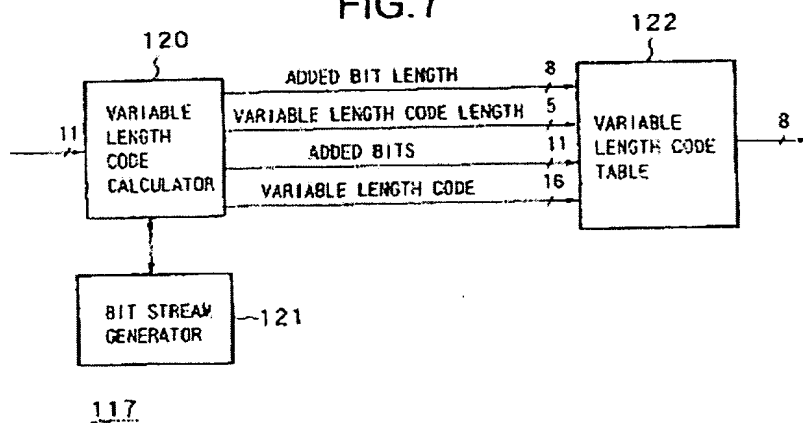 FIG.7
120
122
VARIABLE
LENGTH
CODE
CALCULATOR
11
ADDED BIT LENGTH
8
VARIABLE LENGTH CODE LENGTH
5
ADDED BITS
11
VARIABLE LENGTH CODE
16
VARIABLE
LENGTH CODE
TABLE
8
BIT STREAM
GENERATOR
121
117